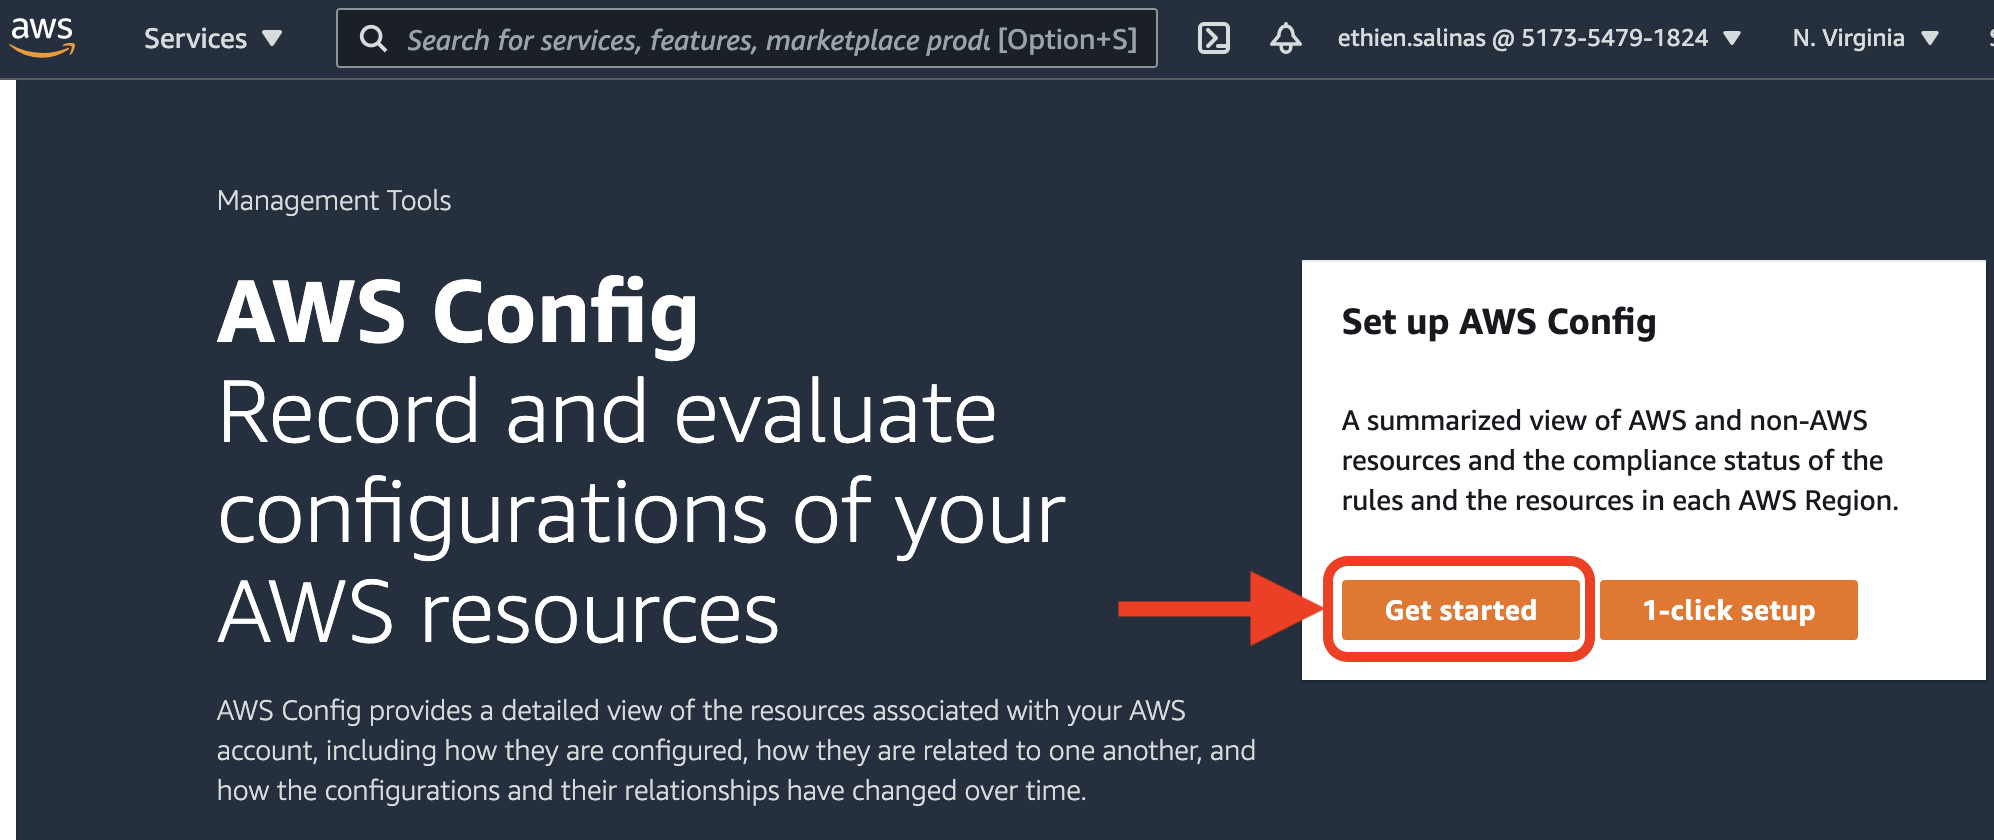 aws
Services
Search for services, features, marketplace produ [Option+S]
ethien.salinas @ 5173-5479-1824
N. Virginia
Management Tools
AWS Config
Record and evaluate
configurations of your
AWS resources
AWS Config provides a detailed view of the resources associated with your AWS
account, including how they are configured, how they are related to one another, and
how the configurations and their relationships have changed over time.
Set up AWS Config
A summarized view of AWS and non-AWS
resources and the compliance status of the
rules and the resources in each AWS Region.
Get started
1-click setup